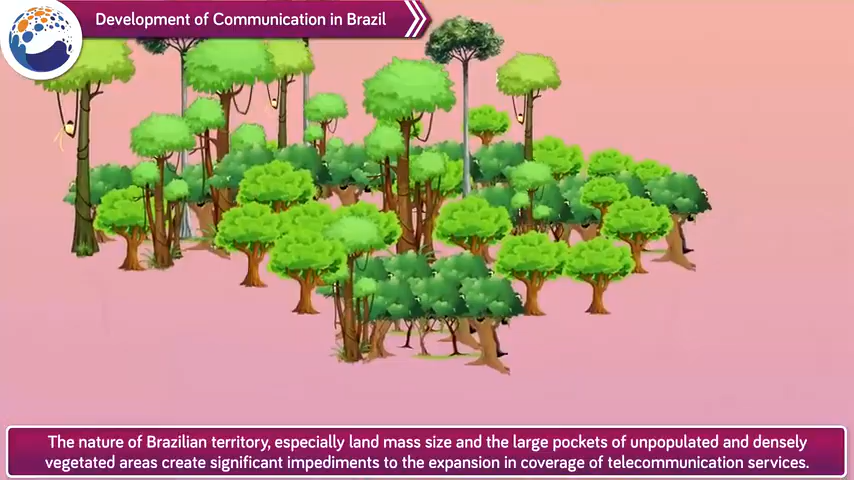 Development of Communication in Brazil
The nature of Brazilian territory, especially land mass size and the large pockets of unpopulated and densely
vegetated areas create significant impediments to the expansion in coverage of telecommunication services.